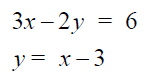 3x − 2y = 6
y = x − 3